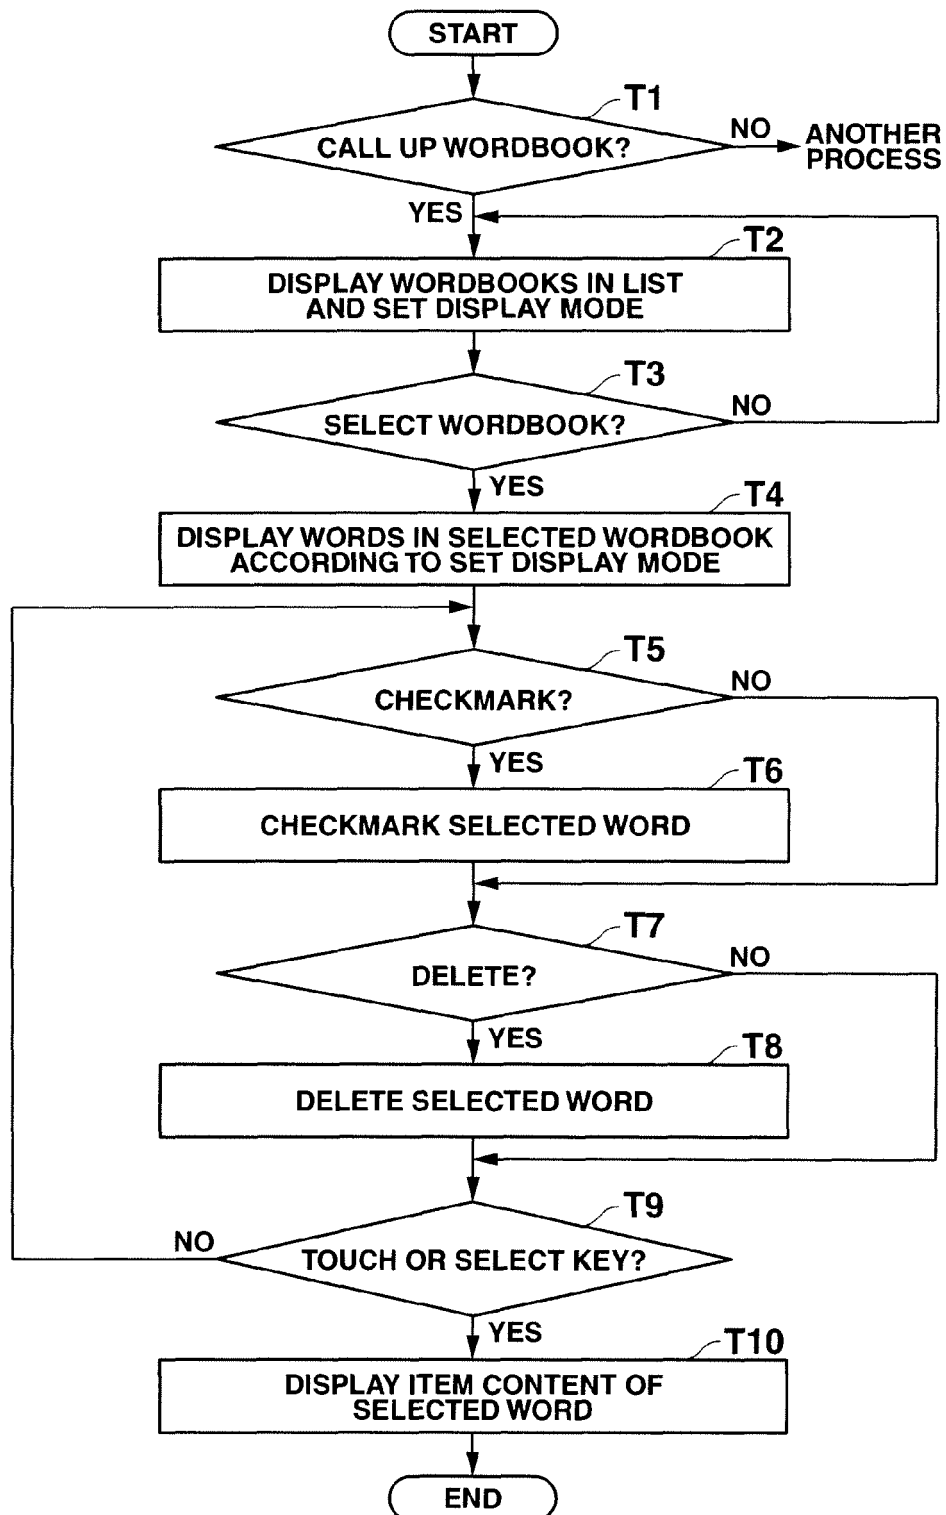 START
T1
CALL UP WORDBOOK?
NO
ANOTHER
PROCESS
YES
T2
DISPLAY WORDBOOKS IN LIST
AND SET DISPLAY MODE
T3
SELECT WORDBOOK?
NO
YES
T4
DISPLAY WORDS IN SELECTED WORDBOOK
ACCORDING TO SET DISPLAY MODE
T5
CHECKMARK?
NO
YES
T6
CHECKMARK SELECTED WORD
T7
DELETE?
NO
YES
T8
DELETE SELECTED WORD
T9
NO
TOUCH OR SELECT KEY?
YES
T10
DISPLAY ITEM CONTENT OF
SELECTED WORD
END